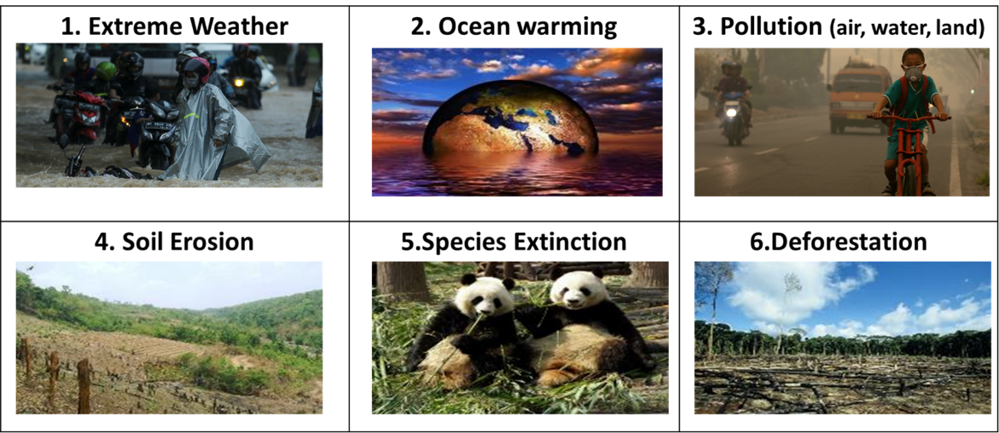 1. Extreme Weather
2. Ocean warming
3. Pollution (air, water, land)
4. Soil Erosion
5.Species Extinction
6.Deforestation